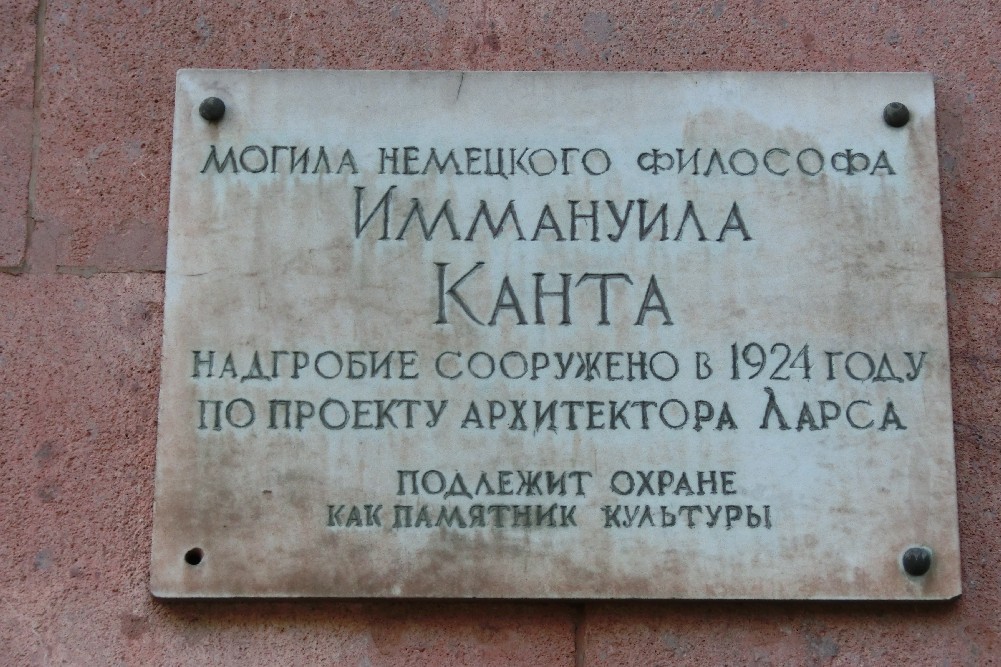 МОГИЛА НЕМЕЦКОГО ФИЛОСОФА
ИММАНУИЛА
КАНТА
НАДГРОБИЕ СООРУЖЕНО В 1924 ГОДУ
ПО ПРОЕКТУ АРХИТЕКТОРА ЛАРСА
ПОДЛЕЖИТ ОХРАНЕ
КАК ПАМЯТНИК КУЛЬТУРЫ